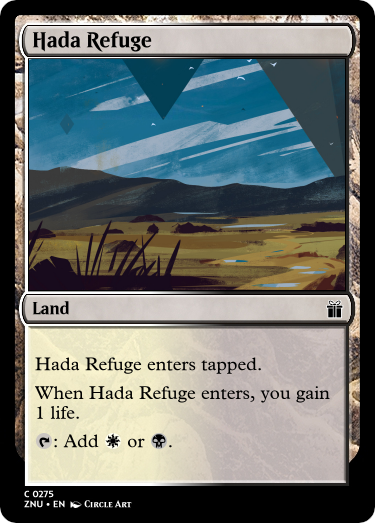 Hada Refuge
Land
Hada Refuge enters tapped.
When Hada Refuge enters, you gain
1 life.
: Add or .
C 0275
ZNU • EN Circle Art